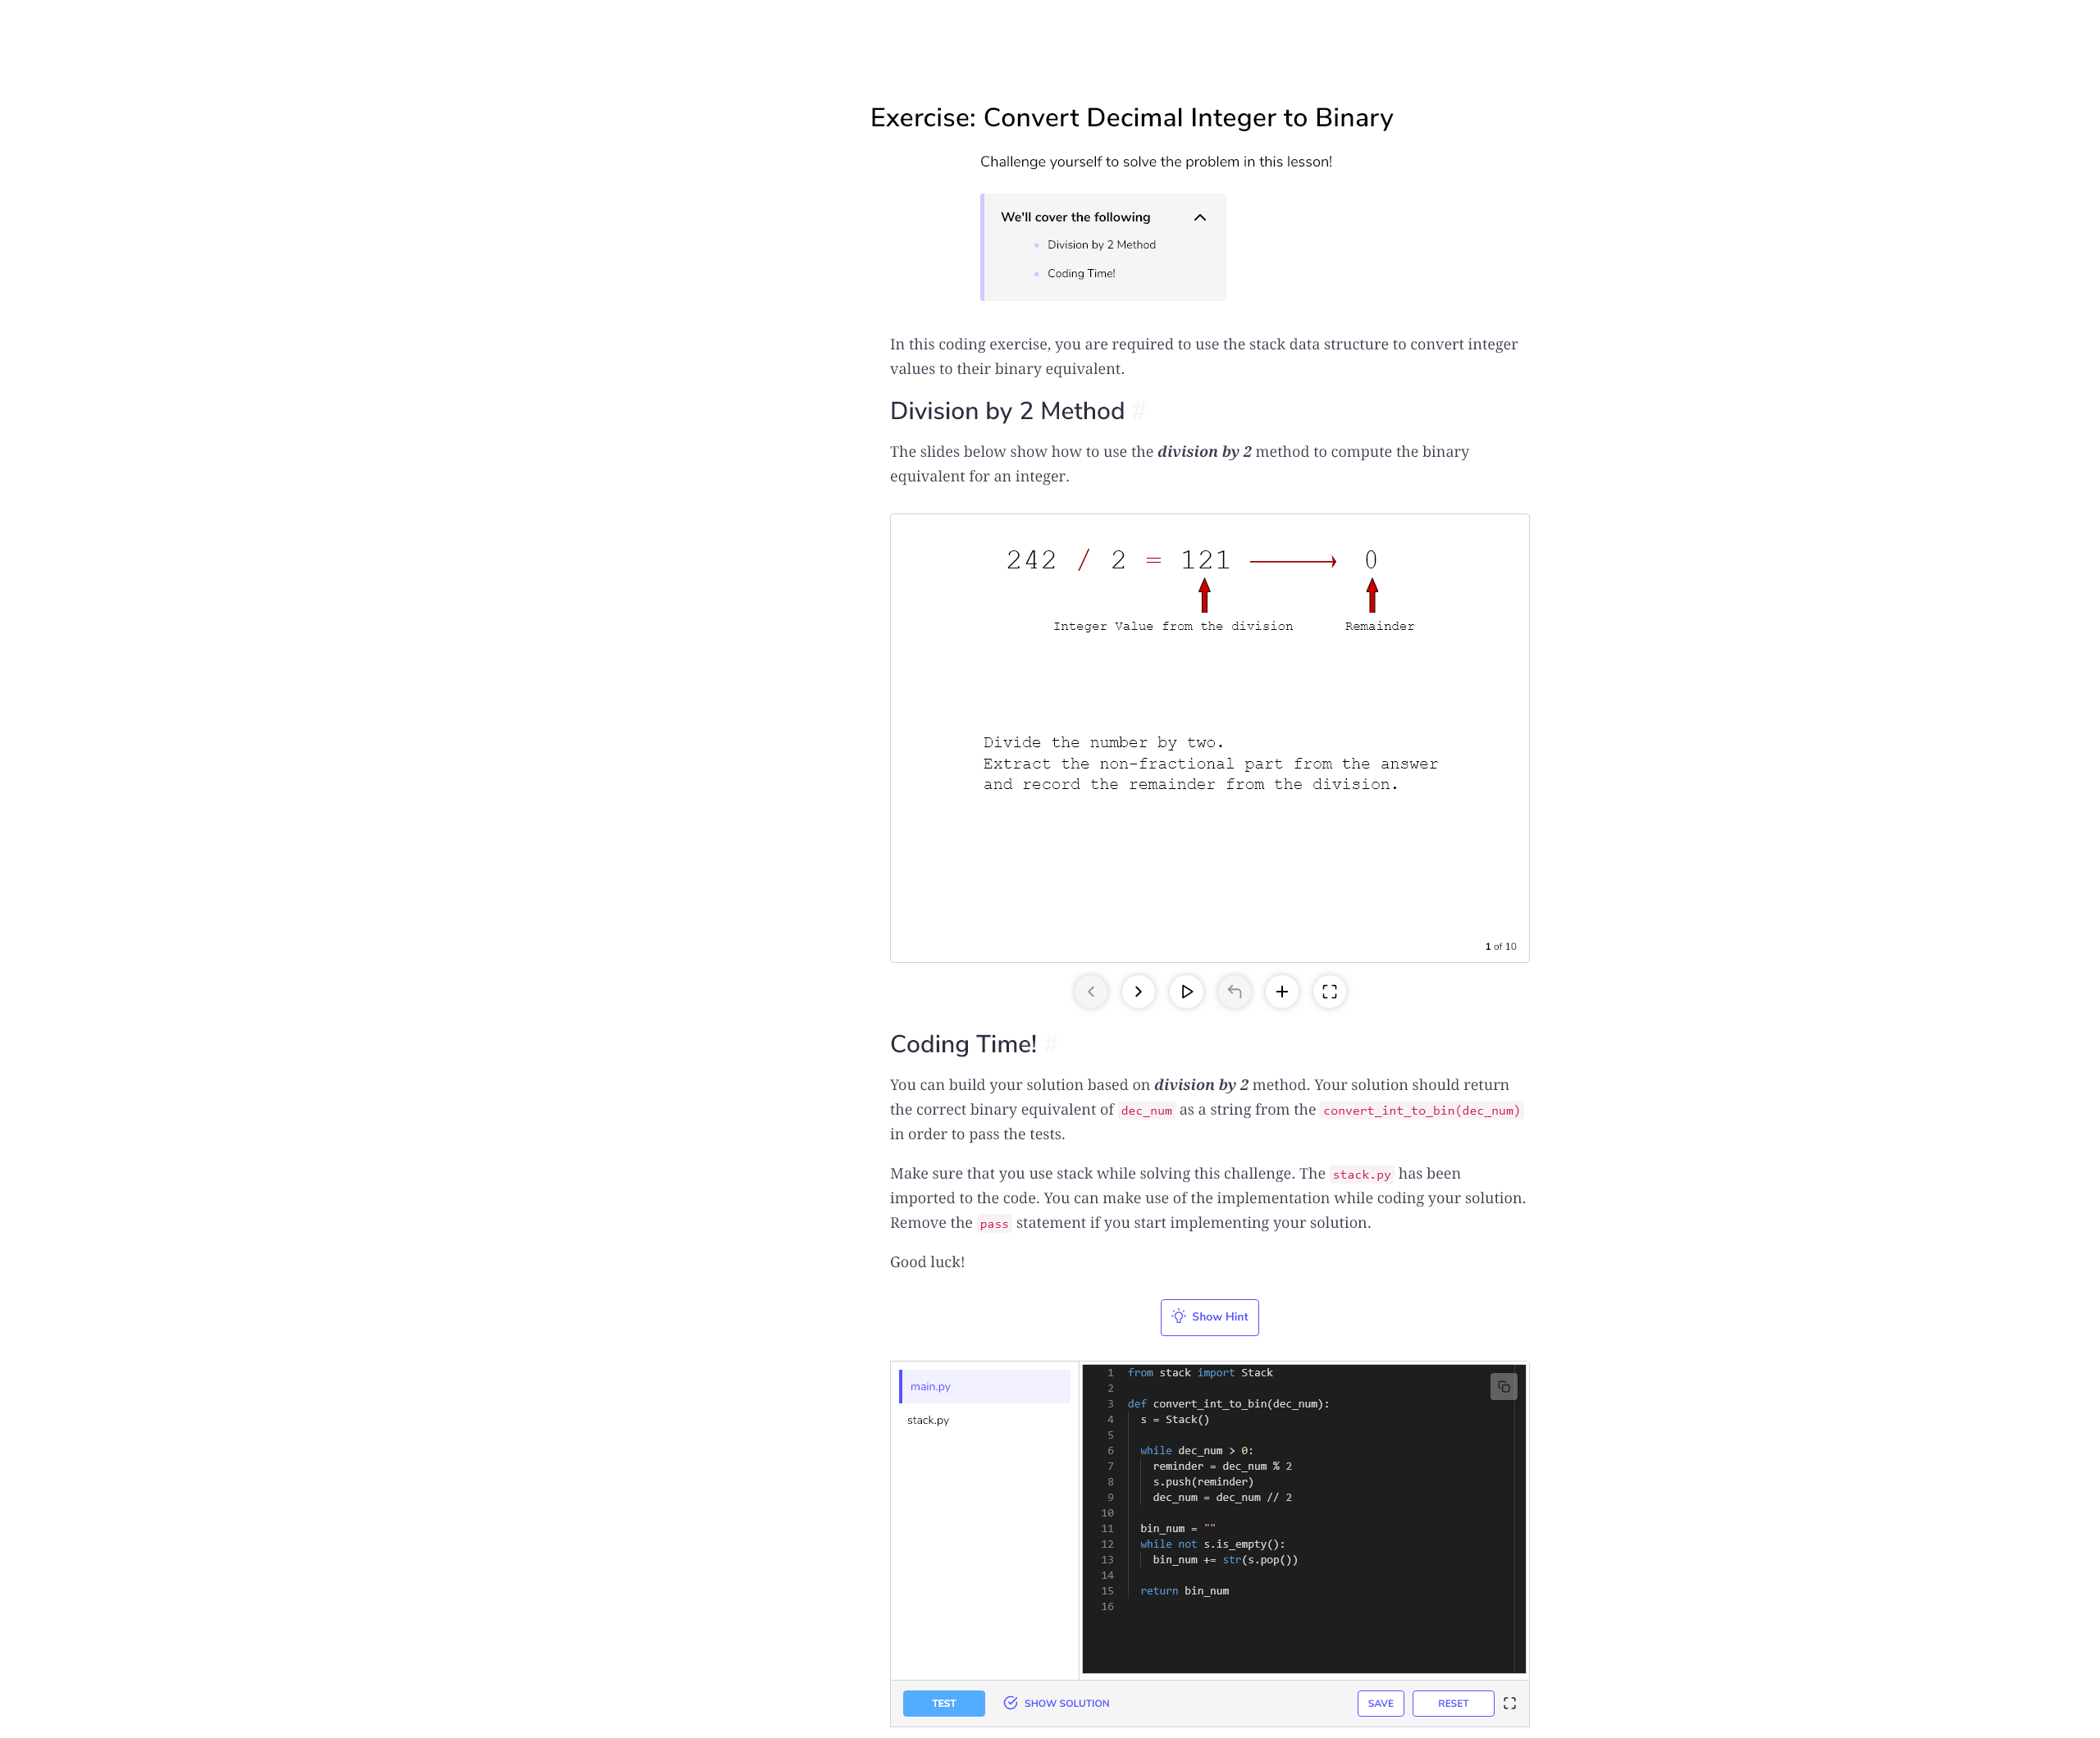 Exercise: Convert Decimal Integer to Binary
Challenge yourself to solve the problem in this lesson!
We'll cover the following
Division by 2 Method
Coding Time!
In this coding exercise, you are required to use the stack data structure to convert integer
values to their binary equivalent.
Division by 2 Method #
The slides below show how to use the division by 2 method to compute the binary
equivalent for an integer.
242 / 2 = 121 0
Integer Value from the division Remainder
Divide the number by two.
Extract the non-fractional part from the answer
and record the remainder from the division.
1 of 10
Coding Time! #
You can build your solution based on division by 2 method. Your solution should return
the correct binary equivalent of dec_num as a string from the convert_int_to_bin(dec_num)
in order to pass the tests.
Make sure that you use stack while solving this challenge. The stack.py has been
imported to the code. You can make use of the implementation while coding your solution.
Remove the pass statement if you start implementing your solution.
Good luck!
Show Hint
main.py
stack.py
1 from stack import Stack
2
3 def convert_int_to_bin(dec_num):
4 s = Stack()
5
6 while dec_num > 0:
7 reminder = dec_num % 2
8 s.push(reminder)
9 dec_num = dec_num // 2
10
11 bin_num = ""
12 while not s.is_empty():
13 bin_num += str(s.pop())
14
15 return bin_num
16
TEST SHOW SOLUTION SAVE RESET